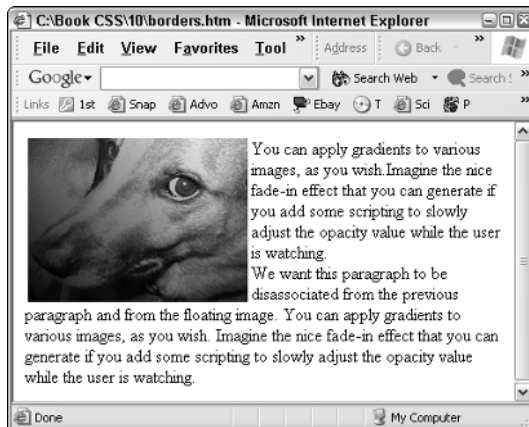 C:\Book CSS\10\borders.htm - Microsoft Internet Explorer
File Edit View Favorites Tool » Address Back »
Google Search Web Search S »
Links 1st Snap Advo Amzn Ebay T Sci P »
You can apply gradients to various
images, as you wish.Imagine the nice
fade-in effect that you can generate if
you add some scripting to slowly
adjust the opacity value while the user
is watching.
We want this paragraph to be
disassociated from the previous
paragraph and from the floating image. You can apply gradients to
various images, as you wish. Imagine the nice fade-in effect that you can
generate if you add some scripting to slowly adjust the opacity value
while the user is watching.
Done My Computer